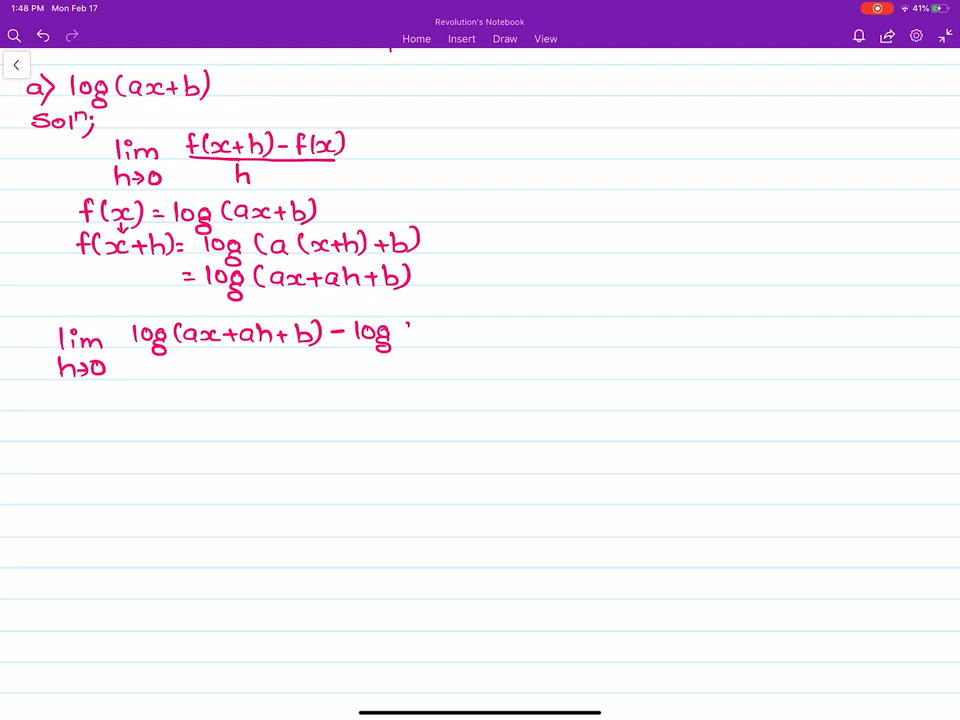 1:48 PM Mon Feb 17
41%
Revolution's Notebook
Home Insert Draw View
a) log(ax+b)
Solⁿ;
lim h→0 f(x+h)-f(x) / h
f(x) = log(ax+b)
f(x+h) = log(a(x+h)+b)
= log(ax+ah+b)
lim h→0 log(ax+ah+b) - log